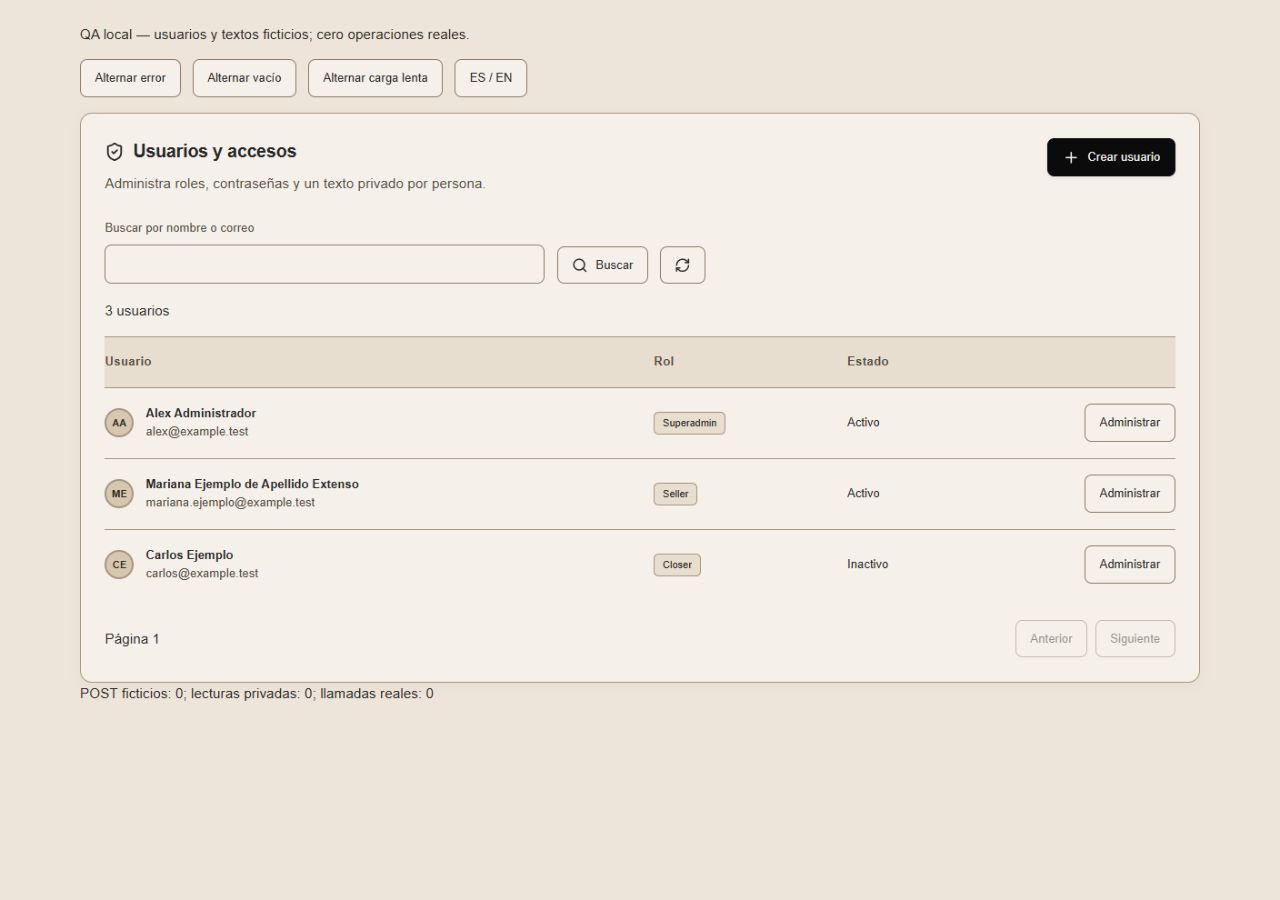 QA local — usuarios y textos ficticios; cero operaciones reales.
Alternar error
Alternar vacío
Alternar carga lenta
ES / EN
Usuarios y accesos
Crear usuario
Administra roles, contraseñas y un texto privado por persona.
Buscar por nombre o correo
Buscar
3 usuarios
Usuario Rol Estado
AA Alex Administrador Superadmin Activo Administrar
alex@example.test
ME Mariana Ejemplo de Apellido Extenso Seller Activo Administrar
mariana.ejemplo@example.test
CE Carlos Ejemplo Closer Inactivo Administrar
carlos@example.test
Página 1 Anterior Siguiente
POST ficticios: 0; lecturas privadas: 0; llamadas reales: 0